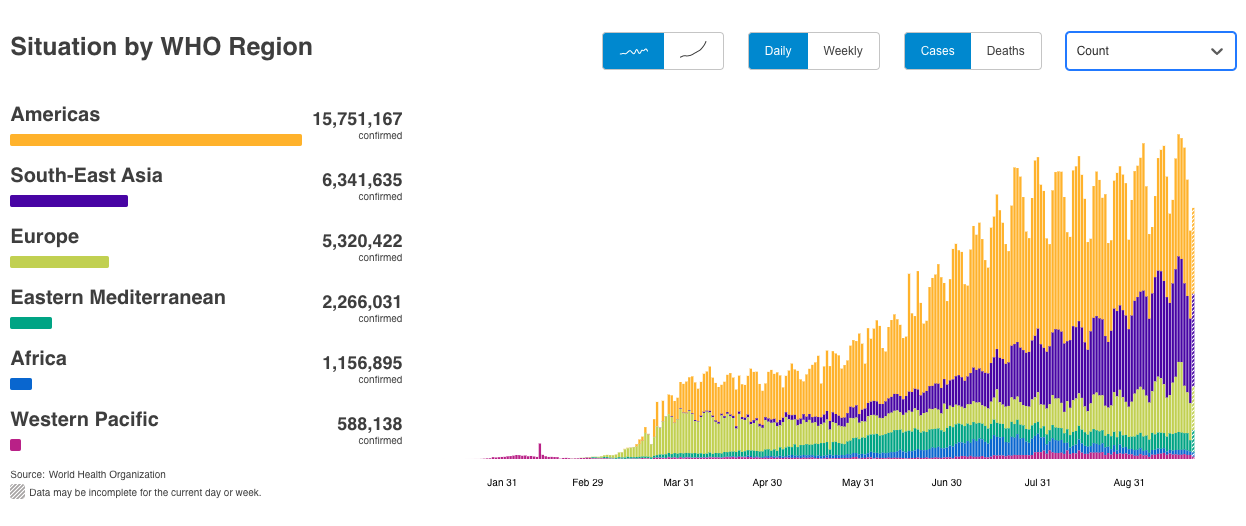 Situation by WHO Region
Daily
Weekly
Cases
Deaths
Count
Americas
15,751,167
confirmed
South-East Asia
6,341,635
confirmed
Europe
5,320,422
confirmed
Eastern Mediterranean
2,266,031
confirmed
Africa
1,156,895
confirmed
Western Pacific
588,138
confirmed
Source: World Health Organization
Data may be incomplete for the current day or week.
Jan 31
Feb 29
Mar 31
Apr 30
May 31
Jun 30
Jul 31
Aug 31